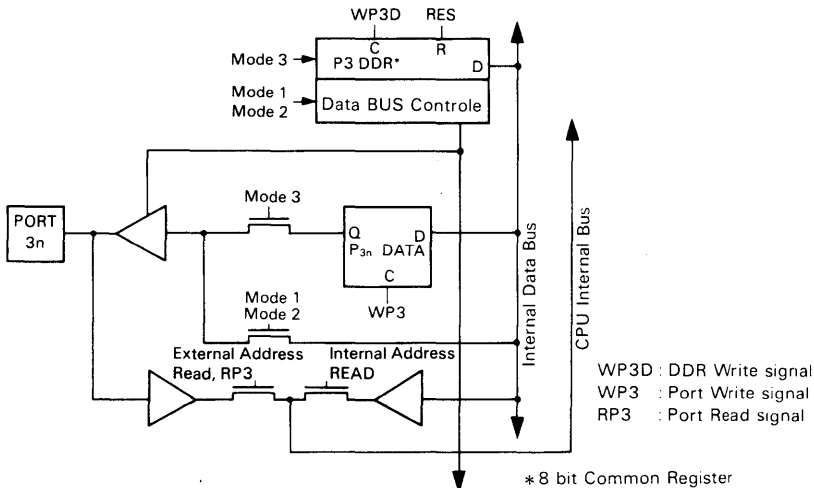 WP3D RES
C R
Mode 3
P3 DDR*
D
Mode 1
Mode 2
Data BUS Controle
PORT
3n
Mode 3
Q D
P3n DATA
C
WP3
Mode 1
Mode 2
External Address
Read, RP3
Internal Address
READ
Internal Data Bus
CPU Internal Bus
WP3D : DDR Write signal
WP3 : Port Write signal
RP3 : Port Read signal
*8 bit Common Register